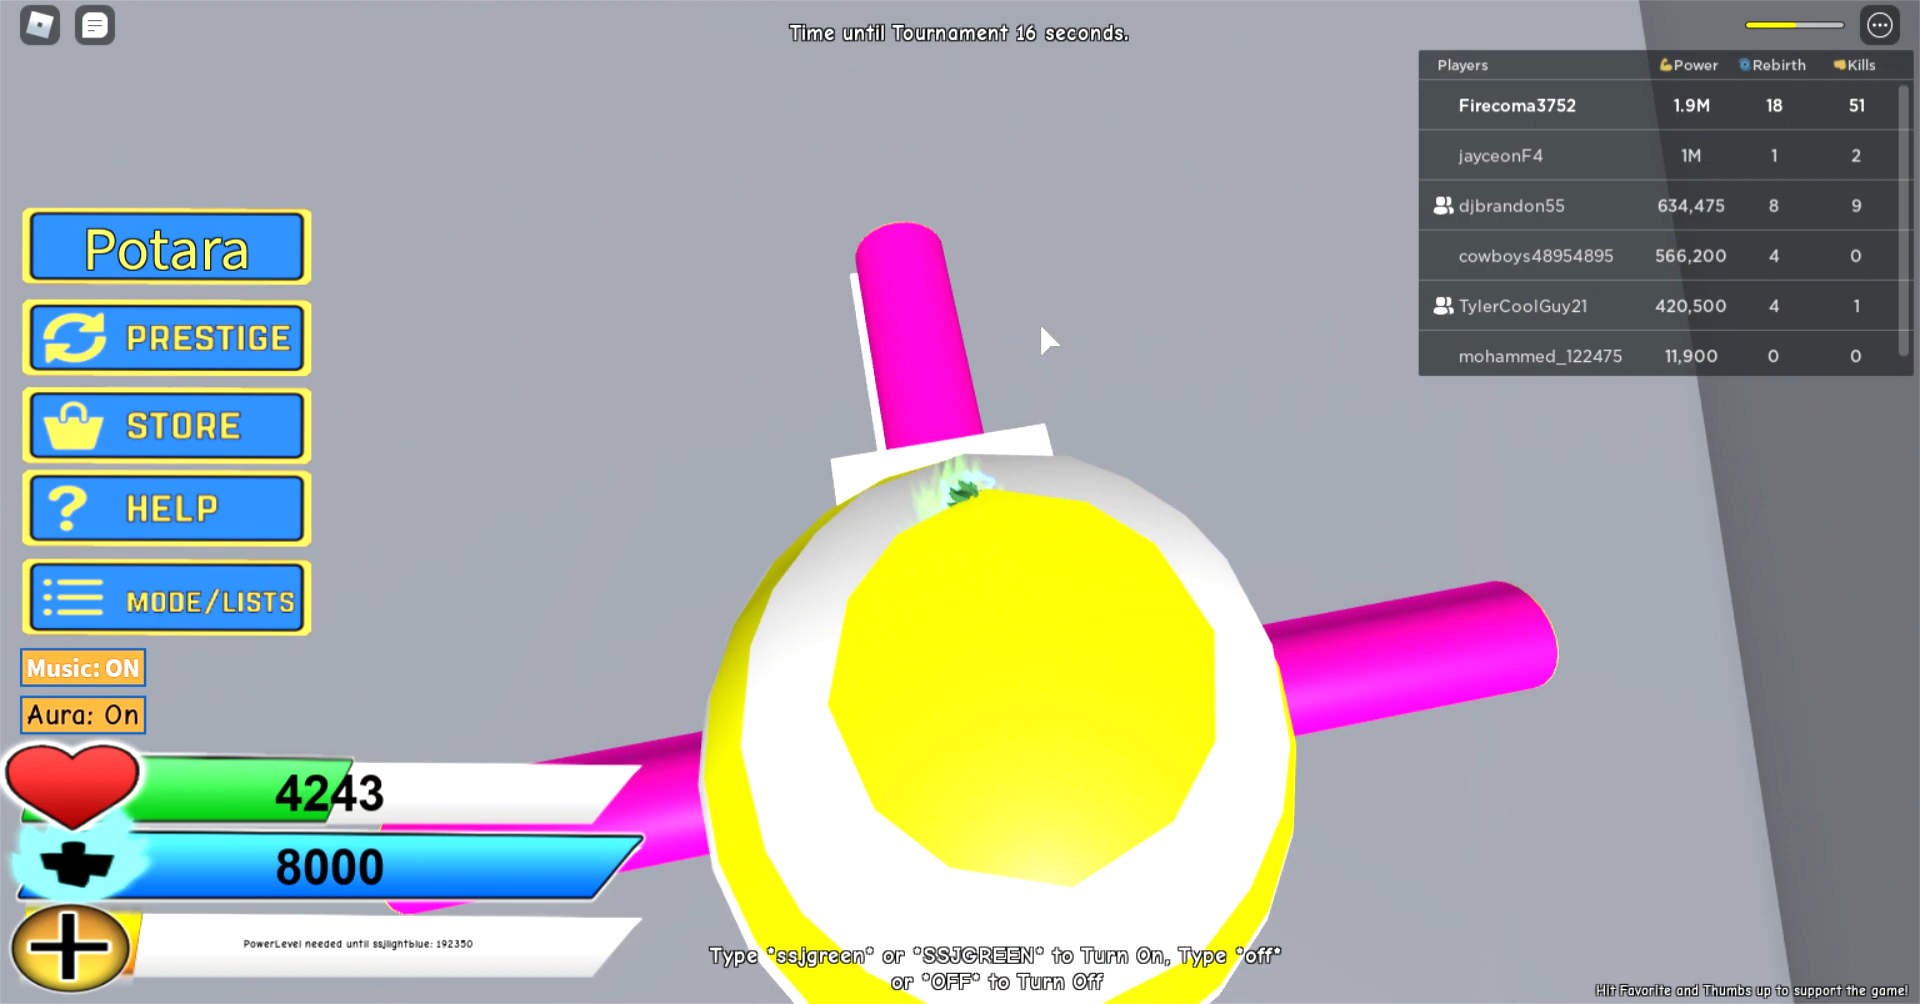 Time until Tournament 16 seconds.
Players Power Rebirth Kills
Firecoma3752 1.9M 18 51
jayceonF4 1M 1 2
djbrandon55 634,475 8 9
cowboys48954895 566,200 4 0
TylerCoolGuy21 420,500 4 1
mohammed_122475 11,900 0 0
Potara
PRESTIGE
STORE
? HELP
MODE/LISTS
Music: ON
Aura: On
4243
8000
PowerLevel needed until ssjlightblue: 192350
Type "ssjgreen" or "SSJGREEN" to Turn On, Type "off"
or "OFF" to Turn Off
Hit Favorite and Thumbs up to support the game!